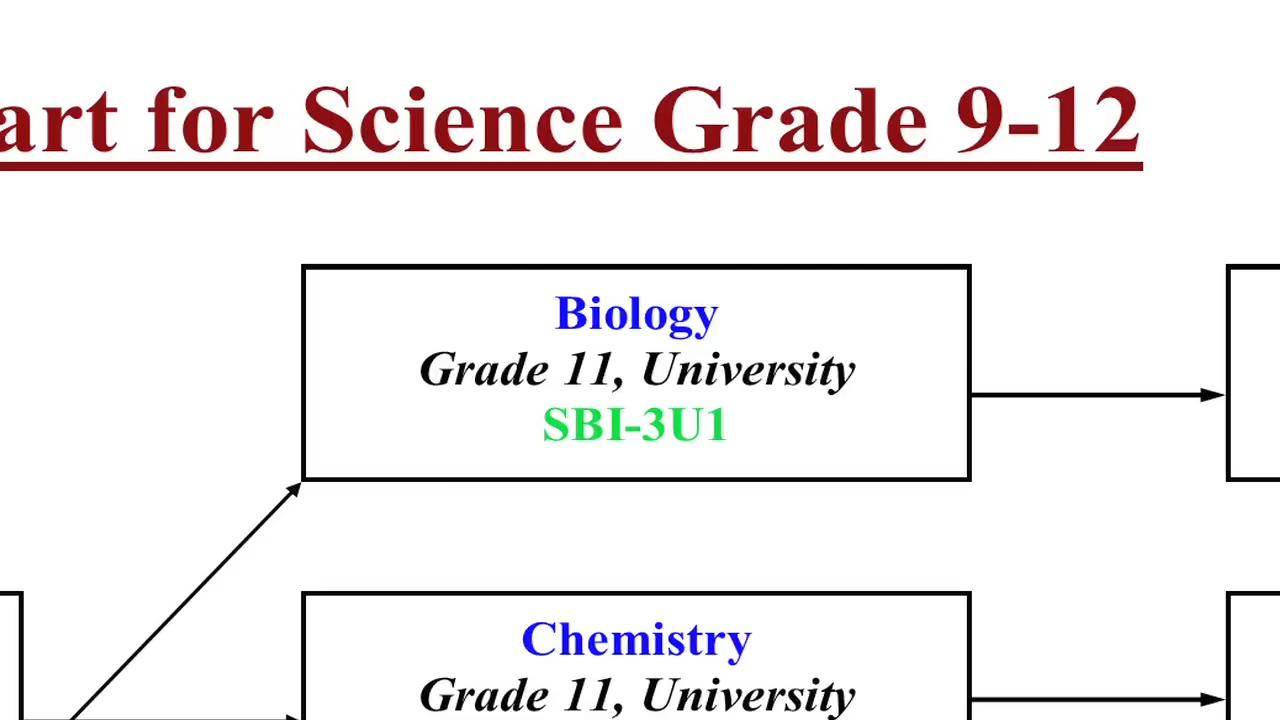 art for Science Grade 9-12
Biology
Grade 11, University
SBI-3U1
Chemistry
Grade 11, University